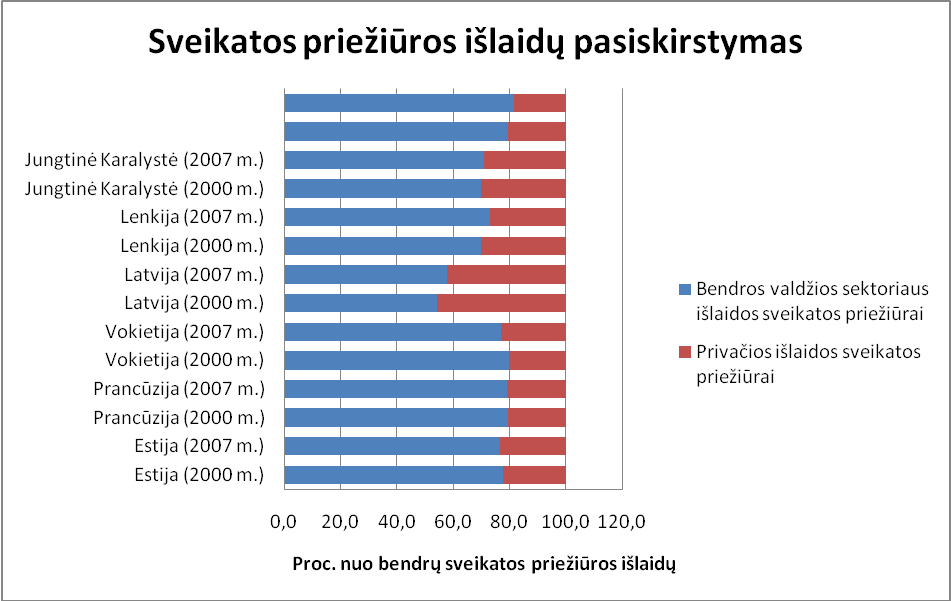 Sveikatos priežiūros išlaidų pasiskirstymas
Jungtinė Karalystė (2007 m.)
Jungtinė Karalystė (2000 m.)
Lenkija (2007 m.)
Lenkija (2000 m.)
Latvija (2007 m.)
Latvija (2000 m.)
Vokietija (2007 m.)
Vokietija (2000 m.)
Prancūzija (2007 m.)
Prancūzija (2000 m.)
Estija (2007 m.)
Estija (2000 m.)
0,0 20,0 40,0 60,0 80,0 100,0 120,0
Proc. nuo bendrų sveikatos priežiūros išlaidų
Bendros valdžios sektoriaus
išlaidos sveikatos priežiūrai
Privačios išlaidos sveikatos
priežiūrai